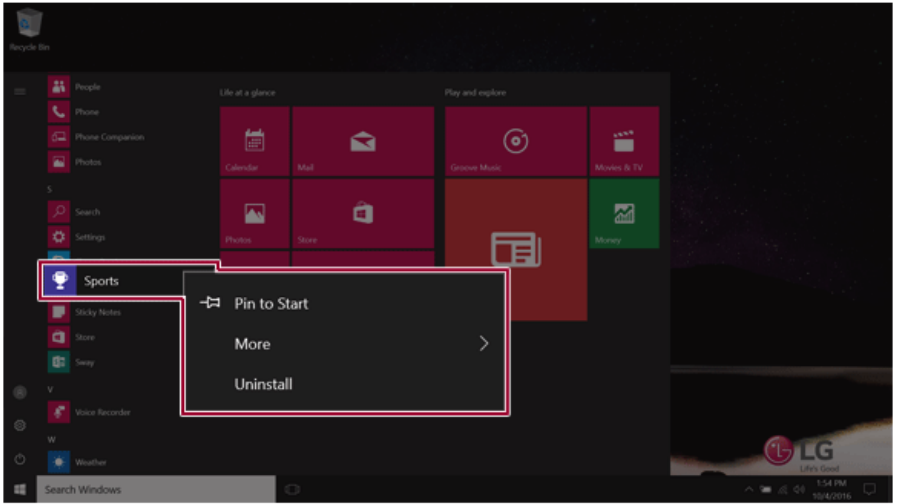 Recycle Bin
People
Phone
Phone Companion
Photos
S
Search
Settings
Sports
Sticky Notes
Store
Sway
V
Voice Recorder
W
Weather
Life at a glance
Calendar
Mail
Photos
Store
Play and explore
Groove Music
Movies & TV
Money
Pin to Start
More
Uninstall
LG
Life's Good
Search Windows
1:54 PM
10/4/2016